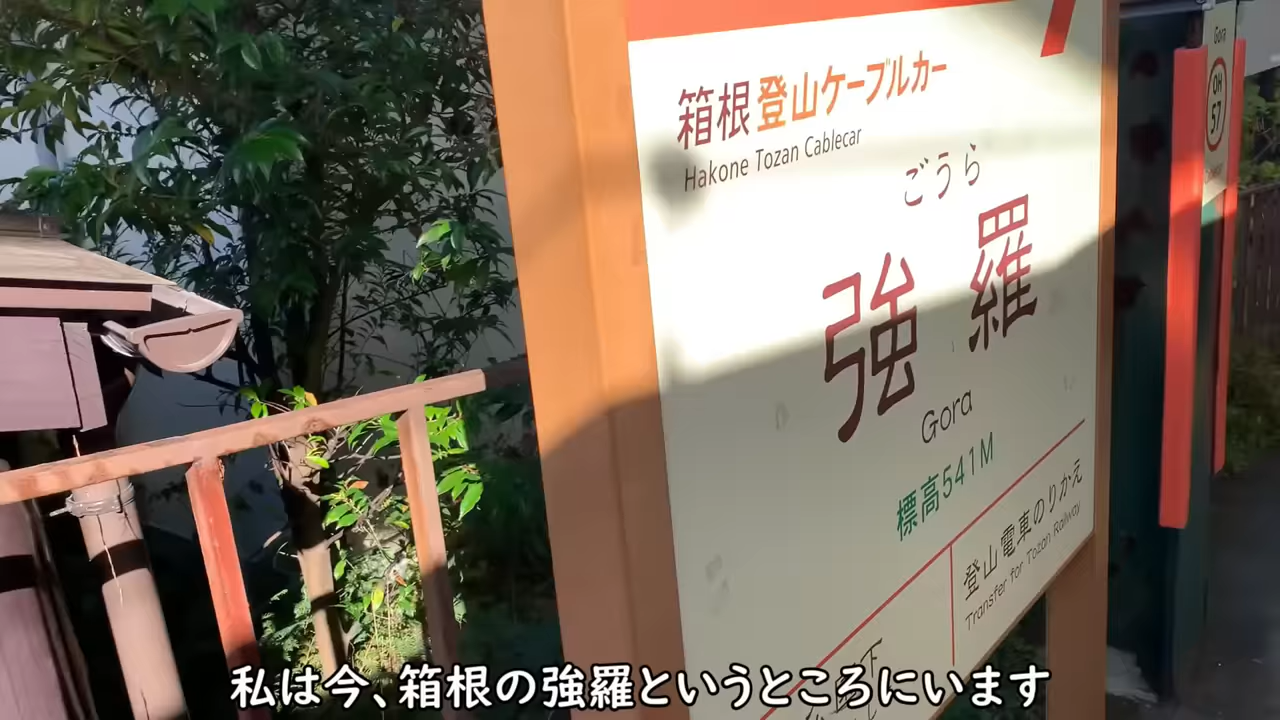 箱根登山ケーブルカー
Hakone Tozan Cablecar
ごうら
強羅
Gora
標高541M
登山電車のりかえ
Transfer for Tozan Railway
Gora
OH
57
私は今、箱根の強羅というところにいます